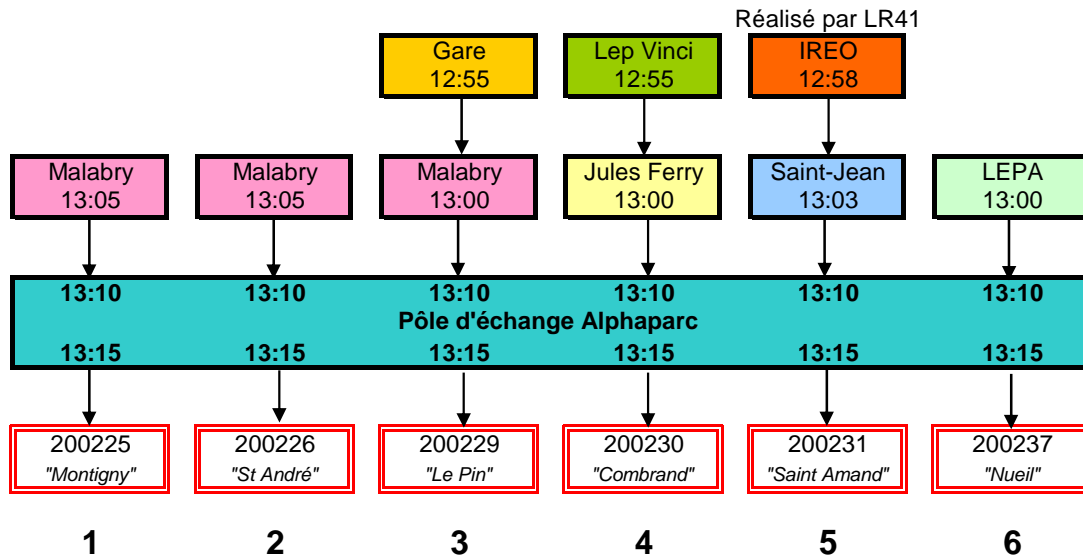 Réalisé par LR41
Gare
12:55
Lep Vinci
12:55
IREO
12:58
Malabry
13:05
Malabry
13:05
Malabry
13:00
Jules Ferry
13:00
Saint-Jean
13:03
LEPA
13:00
13:10 13:10 13:10 13:10 13:10 13:10
Pôle d'échange Alphaparc
13:15 13:15 13:15 13:15 13:15 13:15
200225
"Montigny"
200226
"St André"
200229
"Le Pin"
200230
"Combrand"
200231
"Saint Amand"
200237
"Nueil"
1 2 3 4 5 6